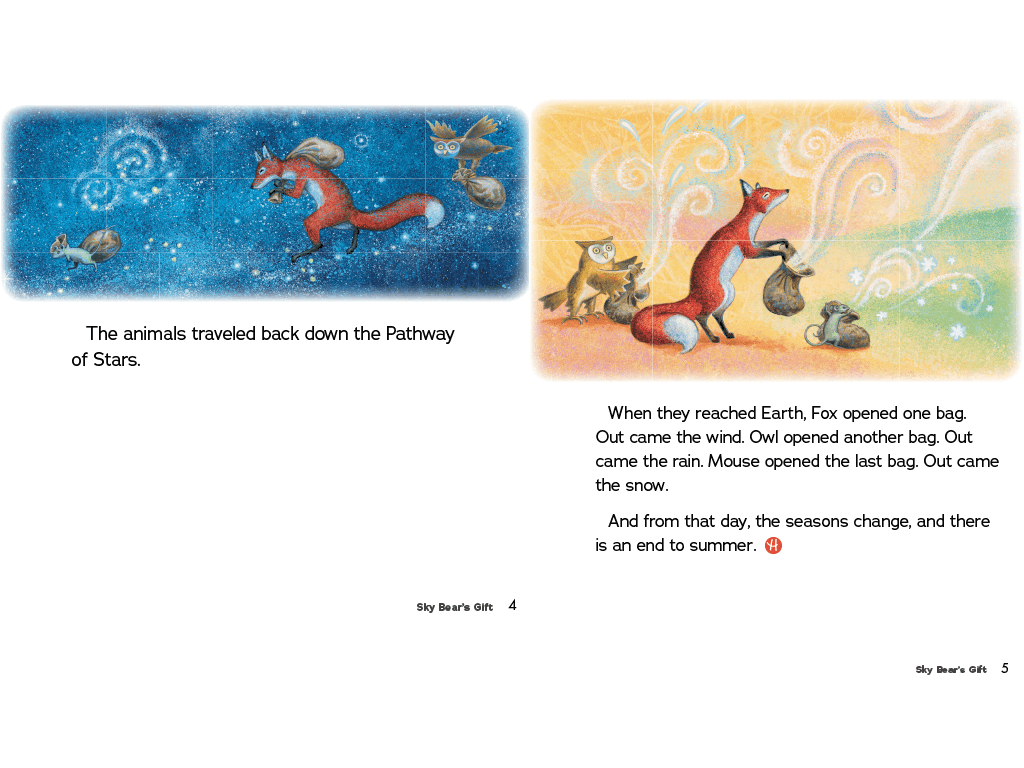 The animals traveled back down the Pathway
of Stars.
Sky Bear's Gift 4
When they reached Earth, Fox opened one bag.
Out came the wind. Owl opened another bag. Out
came the rain. Mouse opened the last bag. Out came
the snow.
And from that day, the seasons change, and there
is an end to summer. H
Sky Bear's Gift 5